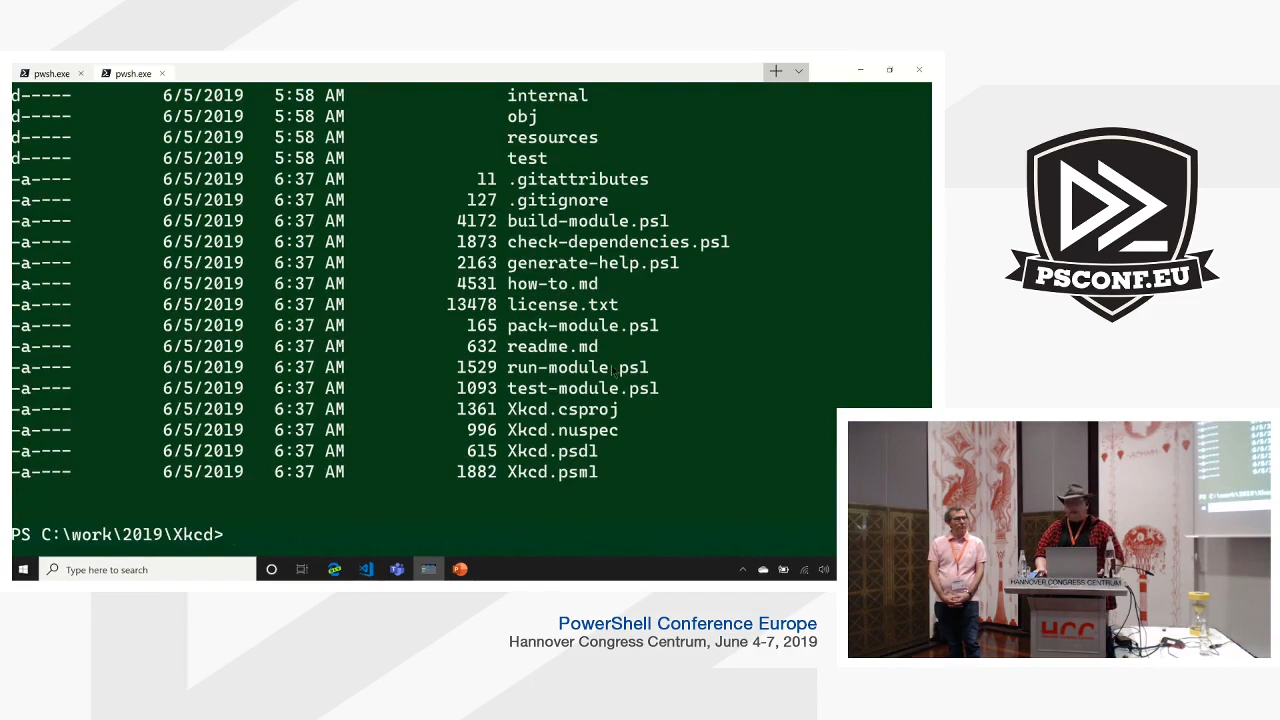 pwsh.exe pwsh.exe
d----- 6/5/2019 5:58 AM internal
d----- 6/5/2019 5:58 AM obj
d----- 6/5/2019 5:58 AM resources
d----- 6/5/2019 5:58 AM test
-a---- 6/5/2019 6:37 AM 11 .gitattributes
-a---- 6/5/2019 6:37 AM 127 .gitignore
-a---- 6/5/2019 6:37 AM 4172 build-module.ps1
-a---- 6/5/2019 6:37 AM 1873 check-dependencies.ps1
-a---- 6/5/2019 6:37 AM 2163 generate-help.ps1
-a---- 6/5/2019 6:37 AM 4531 how-to.md
-a---- 6/5/2019 6:37 AM 13478 license.txt
-a---- 6/5/2019 6:37 AM 165 pack-module.ps1
-a---- 6/5/2019 6:37 AM 632 readme.md
-a---- 6/5/2019 6:37 AM 1529 run-module.ps1
-a---- 6/5/2019 6:37 AM 1093 test-module.ps1
-a---- 6/5/2019 6:37 AM 1361 Xkcd.csproj
-a---- 6/5/2019 6:37 AM 996 Xkcd.nuspec
-a---- 6/5/2019 6:37 AM 615 Xkcd.psd1
-a---- 6/5/2019 6:37 AM 1882 Xkcd.psm1
PS C:\work\2019\Xkcd>
Type here to search
PSCONF.EU
HANNOVER CONGRESS CENTRUM
HCC
PowerShell Conference Europe
Hannover Congress Centrum, June 4-7, 2019